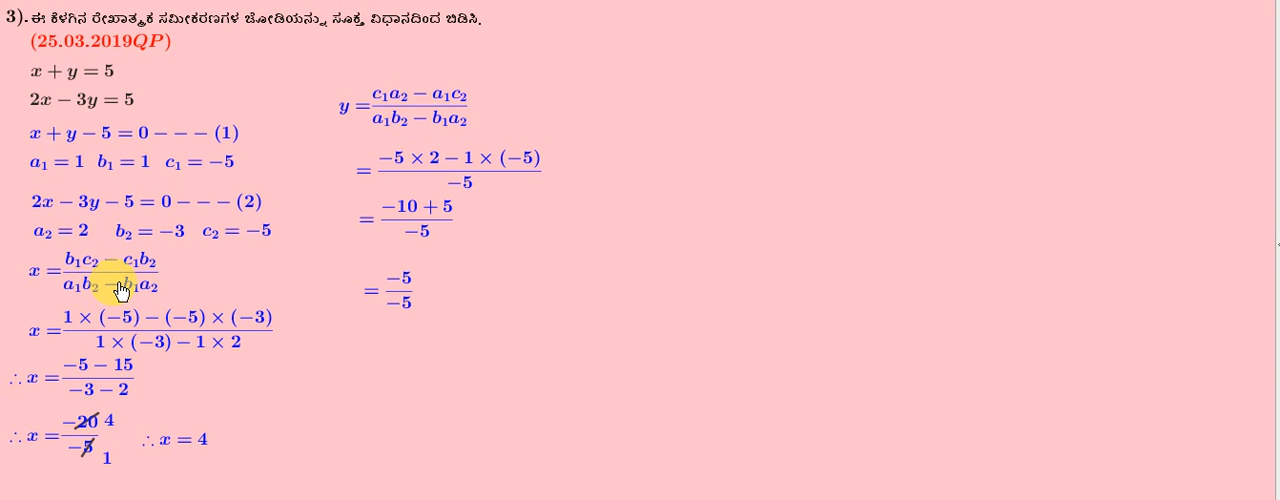 3). ಈ ಕೆಳಗಿನ ರೇಖಾತ್ಮಕ ಸಮೀಕರಣಗಳ ಜೋಡಿಯನ್ನು ಸೂಕ್ತ ವಿಧಾನದಿಂದ ಬಿಡಿಸಿ.
(25.03.2019QP)
x + y = 5
2x − 3y = 5
x + y − 5 = 0 − − − (1)
a₁ = 1 b₁ = 1 c₁ = −5
2x − 3y − 5 = 0 − − − (2)
a₂ = 2 b₂ = −3 c₂ = −5
x = (b₁c₂ − c₁b₂)/(a₁b₂ − b₁a₂)
x = (1 × (−5) − (−5) × (−3))/(1 × (−3) − 1 × 2)
∴ x = (−5 − 15)/(−3 − 2)
∴ x = (−20 4)/(−5 1) ∴ x = 4
y = (c₁a₂ − a₁c₂)/(a₁b₂ − b₁a₂)
= (−5 × 2 − 1 × (−5))/(−5)
= (−10 + 5)/(−5)
= (−5)/(−5)